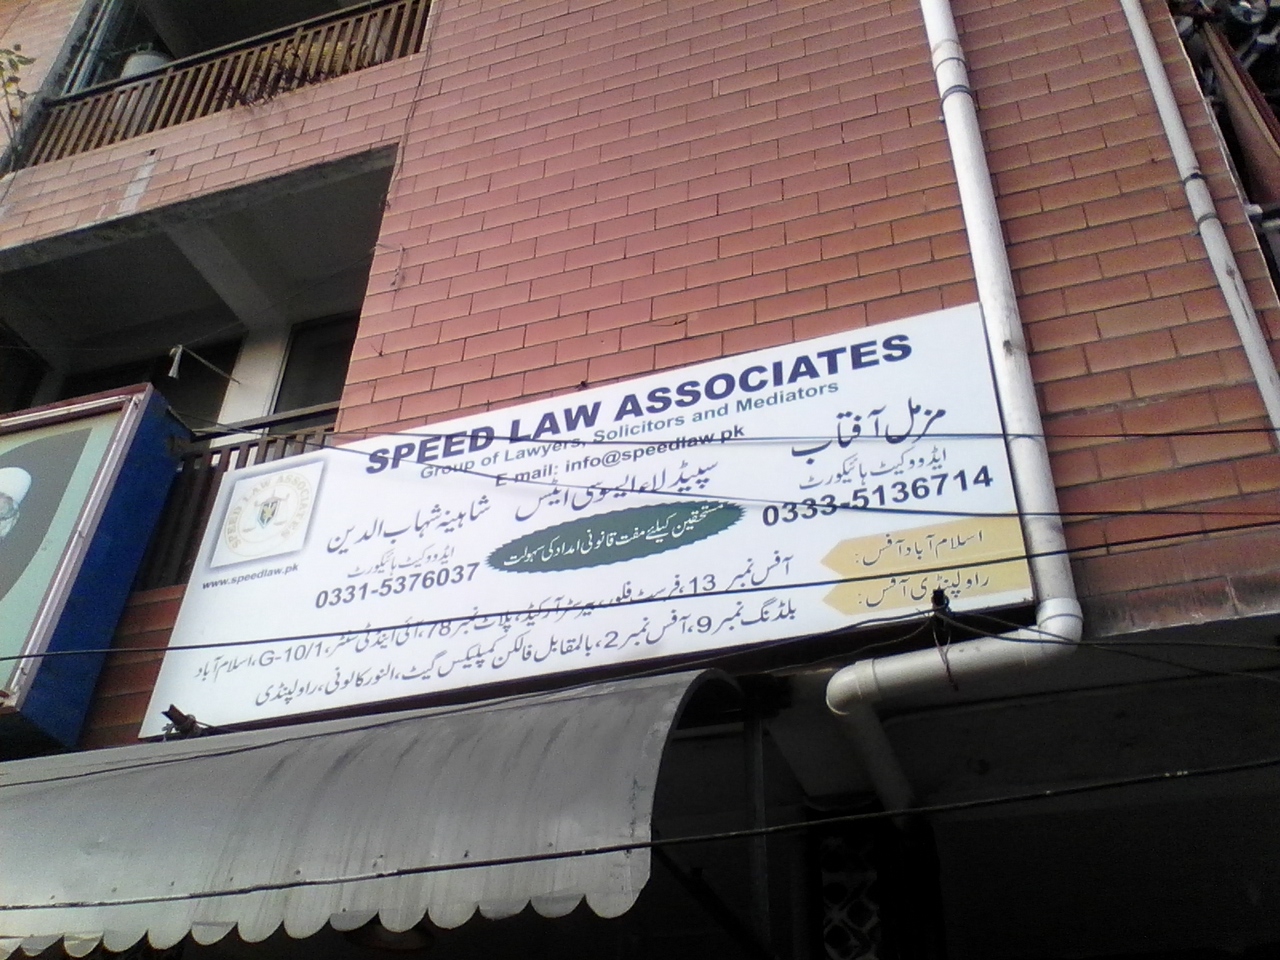 SPEED LAW ASSOCIATES
Group of Lawyers, Solicitors and Mediators
E-mail: info@speedlaw.pk
SPEED LAW ASSOCIATES
www.speedlaw.pk
مزمل آفتاب
ایڈووکیٹ ہائیکورٹ
0333-5136714
سپیڈ لاء ایسوسی ایٹس
مستحقین کیلئے مفت قانونی امداد کی سہولت
شاہینہ شہاب الدین
ایڈووکیٹ ہائیکورٹ
0331-5376037
اسلام آباد آفس: آفس نمبر 13، فرسٹ فلور، آرکیڈ، پلاٹ نمبر 78، آئی اینڈ ٹی سنٹر، G-10/1، اسلام آباد
راولپنڈی آفس: بلڈنگ نمبر 9، آفس نمبر 2، بالمقابل فالکن کمپلیکس گیٹ، النور کالونی، راولپنڈی